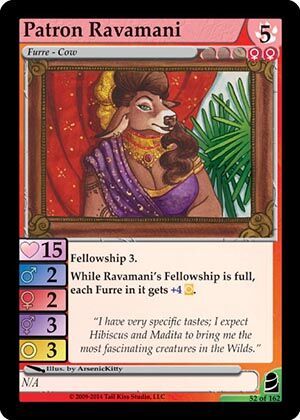 Patron Ravamani
5
Furre - Cow
15
Fellowship 3.
2
While Ravamani's Fellowship is full,
each Furre in it gets +4 .
2
3
"I have very specific tastes; I expect
Hibiscus and Madita to bring me the
most fascinating creatures in the Wilds."
3
Illus. by ArsenicKitty
N/A
52 of 162
© 2009-2014 Tail Kiss Studio, LLC